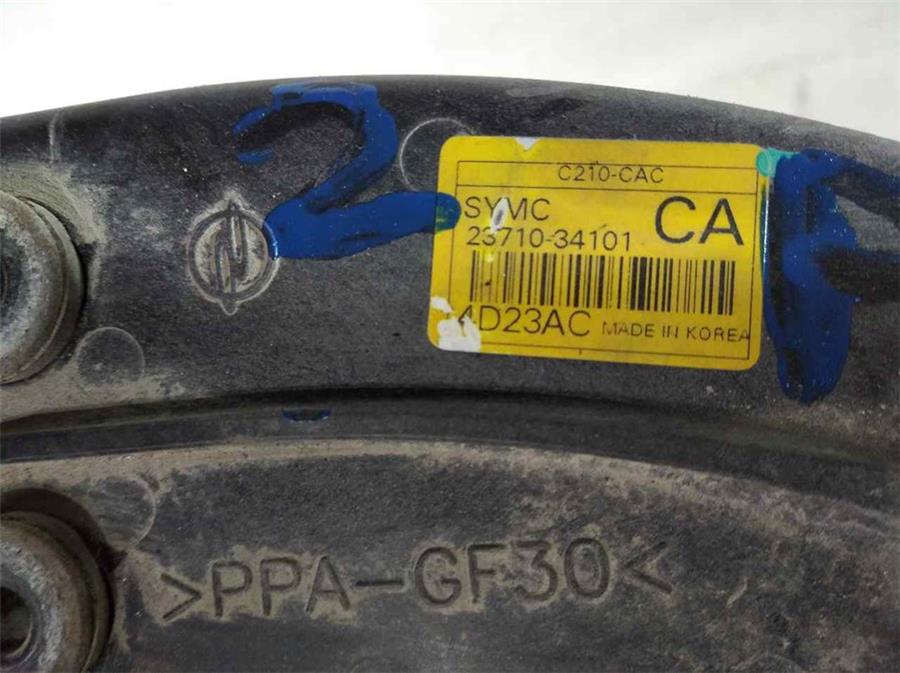 2
C210-CAC
SYMC
CA
23710-34101
4D23AC MADE IN KOREA
>PPA-GF30<